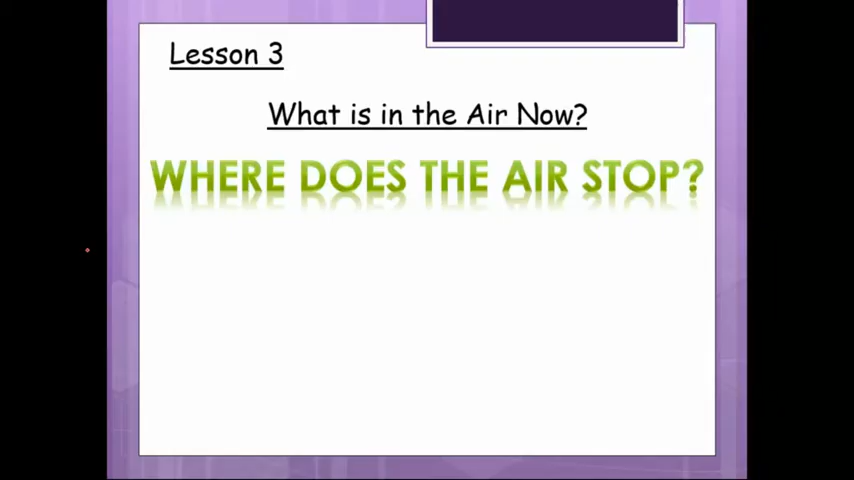 Lesson 3
What is in the Air Now?
WHERE DOES THE AIR STOP?